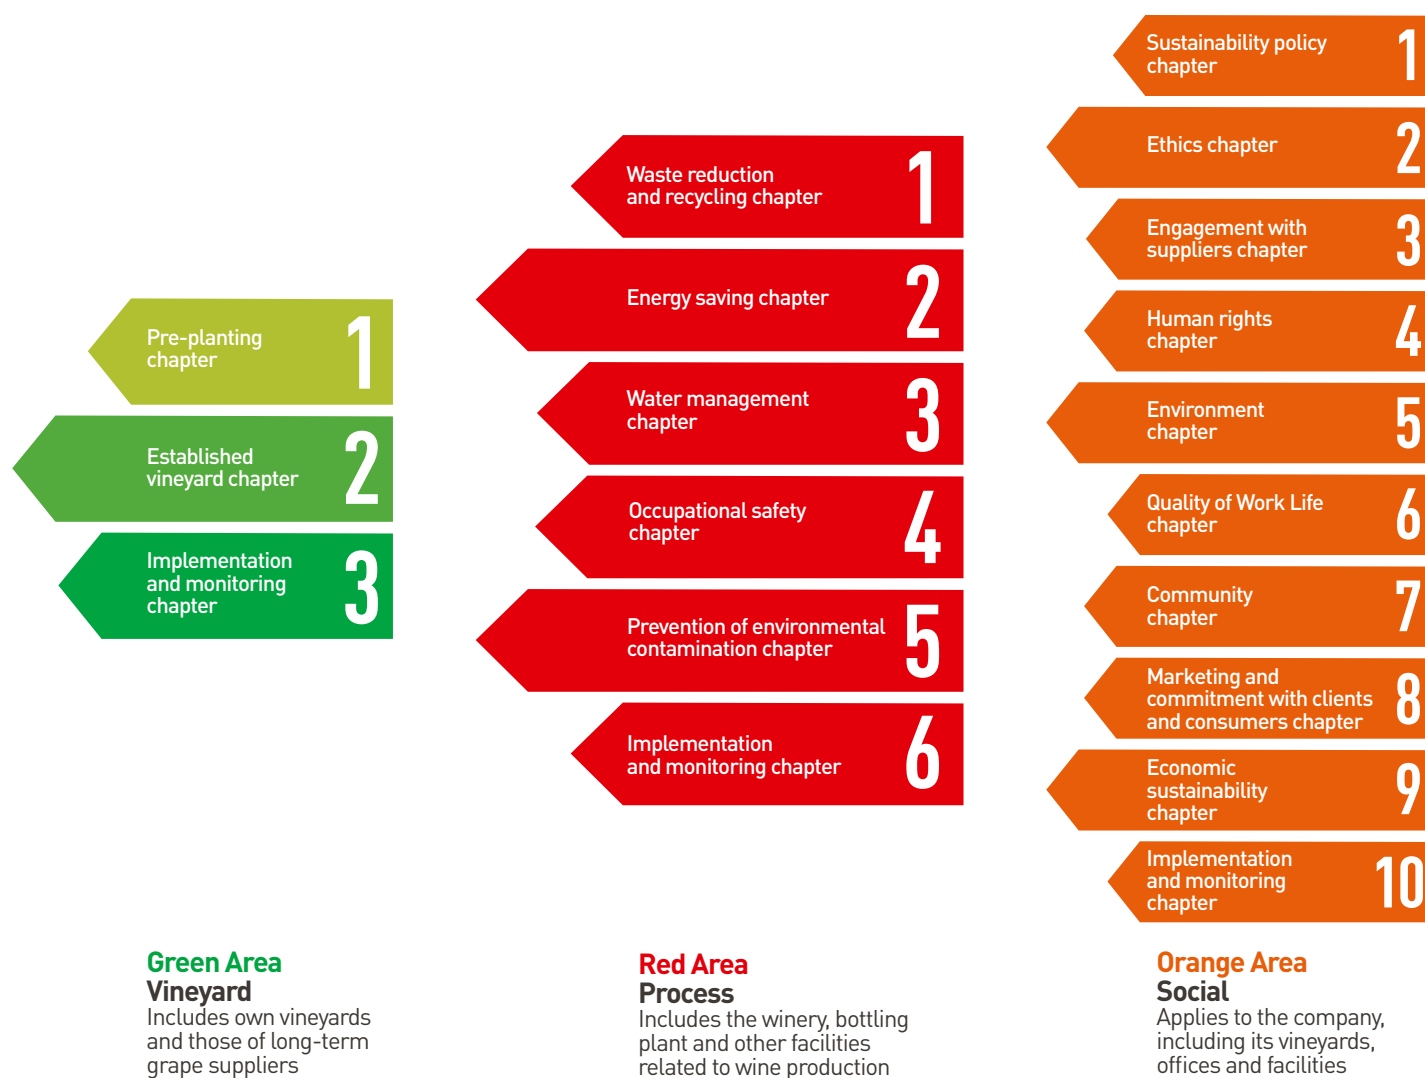 Pre-planting
chapter
1
Established
vineyard chapter
2
Implementation
and monitoring
chapter
3
Green Area
Vineyard
Includes own vineyards
and those of long-term
grape suppliers
Waste reduction
and recycling chapter
1
Energy saving chapter
2
Water management
chapter
3
Occupational safety
chapter
4
Prevention of environmental
contamination chapter
5
Implementation
and monitoring chapter
6
Red Area
Process
Includes the winery, bottling
plant and other facilities
related to wine production
Sustainability policy
chapter
1
Ethics chapter
2
Engagement with
suppliers chapter
3
Human rights
chapter
4
Environment
chapter
5
Quality of Work Life
chapter
6
Community
chapter
7
Marketing and
commitment with clients
and consumers chapter
8
Economic
sustainability
chapter
9
Implementation
and monitoring
chapter
10
Orange Area
Social
Applies to the company,
including its vineyards,
offices and facilities